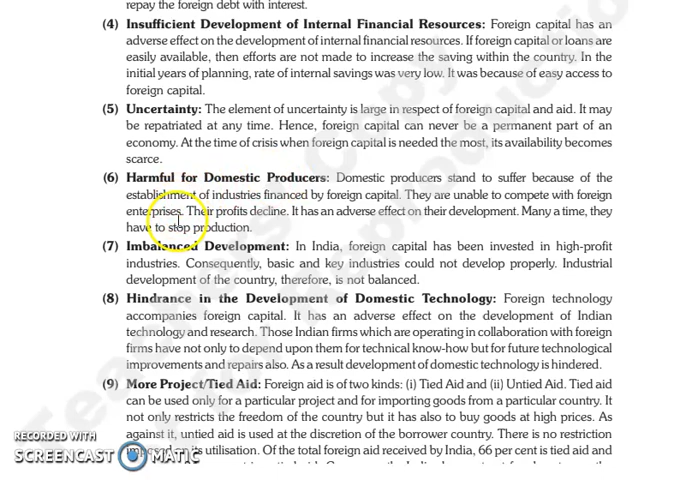 repay the foreign debt with interest.
(4) Insufficient Development of Internal Financial Resources: Foreign capital has an
adverse effect on the development of internal financial resources. If foreign capital or loans are
easily available, then efforts are not made to increase the saving within the country. In the
initial years of planning, rate of internal savings was very low. It was because of easy access to
foreign capital.
(5) Uncertainty: The element of uncertainty is large in respect of foreign capital and aid. It may
be repatriated at any time. Hence, foreign capital can never be a permanent part of an
economy. At the time of crisis when foreign capital is needed the most, its availability becomes
scarce.
(6) Harmful for Domestic Producers: Domestic producers stand to suffer because of the
establishment of industries financed by foreign capital. They are unable to compete with foreign
enterprises. Their profits decline. It has an adverse effect on their development. Many a time, they
have to stop production.
(7) Imbalanced Development: In India, foreign capital has been invested in high-profit
industries. Consequently, basic and key industries could not develop properly. Industrial
development of the country, therefore, is not balanced.
(8) Hindrance in the Development of Domestic Technology: Foreign technology
accompanies foreign capital. It has an adverse effect on the development of Indian
technology and research. Those Indian firms which are operating in collaboration with foreign
firms have not only to depend upon them for technical know-how but for future technological
improvements and repairs also. As a result development of domestic technology is hindered.
(9) More Project/Tied Aid: Foreign aid is of two kinds: (i) Tied Aid and (ii) Untied Aid. Tied aid
can be used only for a particular project and for importing goods from a particular country. It
not only restricts the freedom of the country but it has also to buy goods at high prices. As
against it, untied aid is used at the discretion of the borrower country. There is no restriction
its utilisation. Of the total foreign aid received by India, 66 per cent is tied aid and
RECORDED WITH
SCREENCAST MATIC